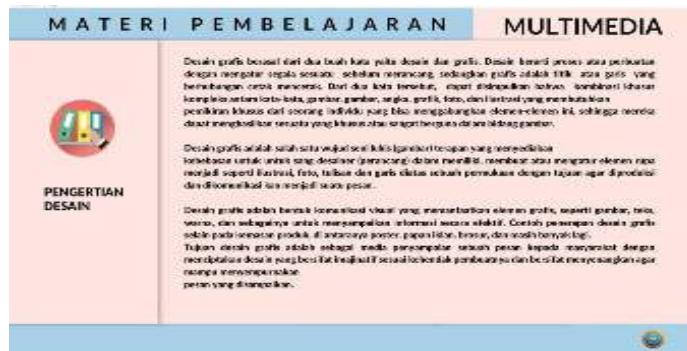 MATERI PEMBELAJARAN
MULTIMEDIA
PENGERTIAN
DESAIN
Desain grafis berasal dari dua buah kata yaitu desain dan grafis. Desain berarti proses atau perbuatan
dengan mengatur segala sesuatu sebelum merancang, sedangkan grafis adalah titik atau garis yang
berhubungan cetak mencetak. Dari dua kata tersebut, dapat disimpulkan bahwa kombinasi khusus
kompleks antara kata-kata, gambar, gambar, angka, grafik, foto, dan ilustrasi yang membutuhkan
pemikiran khusus dari seorang individu yang bisa menggabungkan elemen-elemen ini, sehingga mereka
dapat menghasilkan sesuatu yang khusus atau sangat berguna dalam bidang gambar.
Desain grafis adalah salah satu wujud seni lukis (gambar) terapan yang menyediakan
kebebasan untuk untuk sang desainer (perancang) dalam memilih, membuat atau mengatur elemen rupa
menjadi seperti ilustrasi, foto, tulisan dan garis diatas sebuah permukaan dengan tujuan agar diproduksi
dan dikomunikasikan menjadi suatu pesan.
Desain grafis adalah bentuk komunikasi visual yang memanfaatkan elemen grafis, seperti gambar, teks,
warna, dan sebagainya untuk menyampaikan informasi secara efektif. Contoh penerapan desain grafis
selain pada kemasan produk, di antaranya poster, papan iklan, brosur, dan masih banyak lagi.
Tujuan desain grafis adalah sebagai media penyampaian sebuah pesan kepada masyarakat dengan
menciptakan desain yang bersifat imajinatif sesuai kehendak pembuatnya dan bersifat menyenangkan agar
mampu menyempurnakan
pesan yang disampaikan.